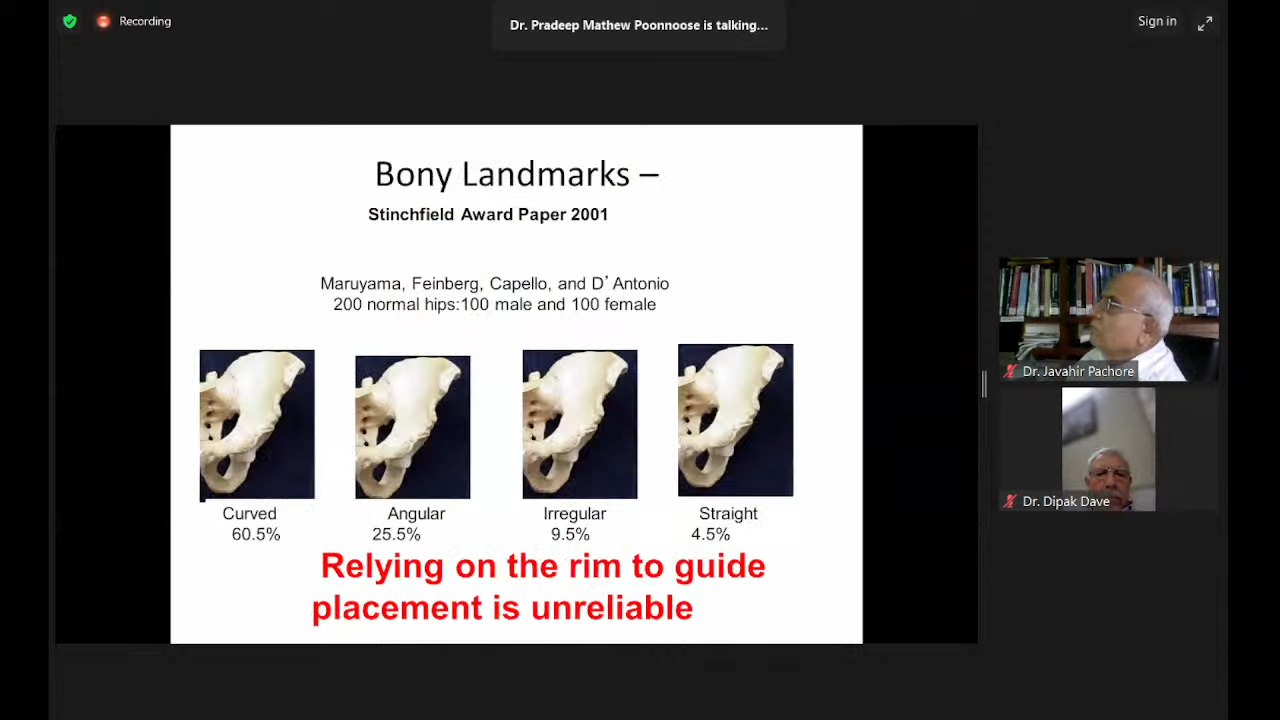 Recording
Dr. Pradeep Mathew Poonnoose is talking...
Sign in
Bony Landmarks –
Stinchfield Award Paper 2001
Maruyama, Feinberg, Capello, and D’Antonio
200 normal hips:100 male and 100 female
Curved
60.5%
Angular
25.5%
Irregular
9.5%
Straight
4.5%
Relying on the rim to guide
placement is unreliable
Dr. Javahir Pachore
Dr. Dipak Dave